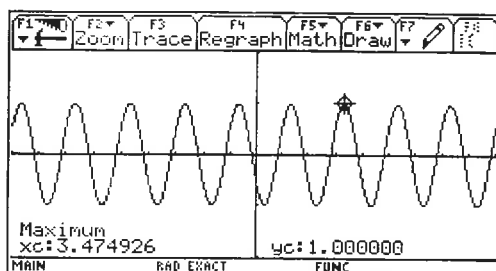 F1 F2 F3 F4 F5 F6 F7
Zoom Trace Regraph Math Draw
Maximum
xc:3.474926 yc:1.000000
MAIN RAD EXACT FUNC